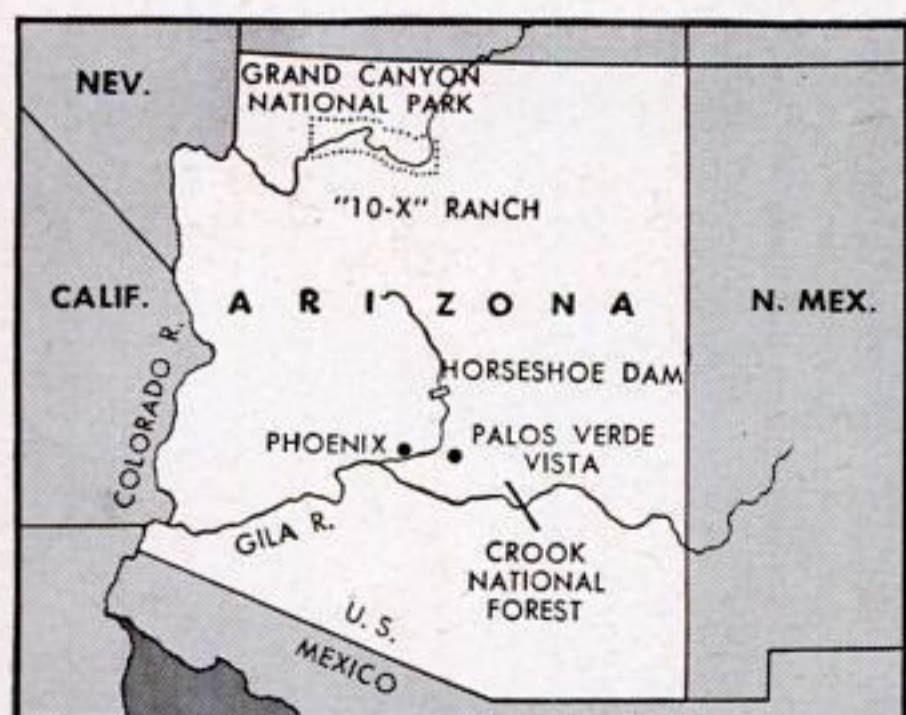 NEV.
GRAND CANYON
NATIONAL PARK
"10-X" RANCH
CALIF.
ARIZONA
N. MEX.
COLORADO R.
HORSESHOE DAM
PHOENIX
PALOS VERDE
VISTA
GILA R.
CROOK
NATIONAL
FOREST
U. S.
MEXICO